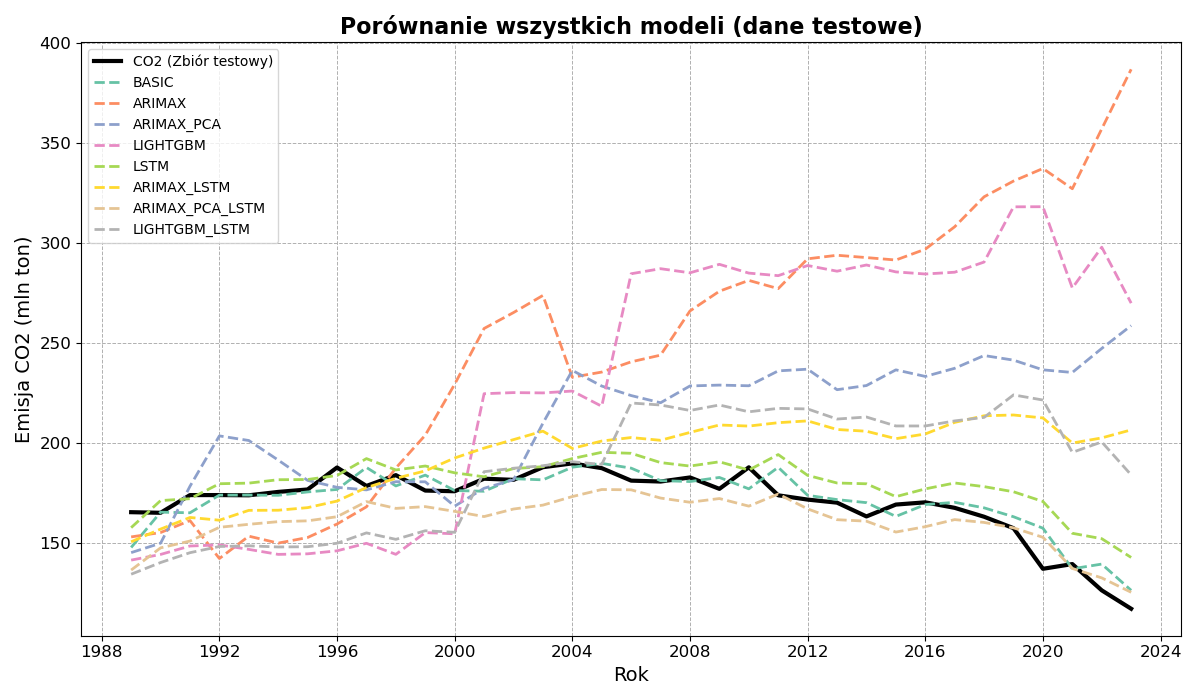 Porównanie wszystkich modeli (dane testowe)
Emisja CO2 (mln ton)
400
350
300
250
200
150
CO2 (Zbiór testowy)
BASIC
ARIMAX
ARIMAX_PCA
LIGHTGBM
LSTM
ARIMAX_LSTM
ARIMAX_PCA_LSTM
LIGHTGBM_LSTM
1988 1992 1996 2000 2004 2008 2012 2016 2020 2024
Rok